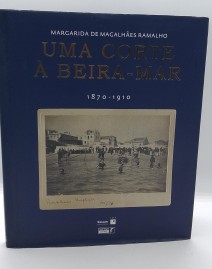 MARGARIDA DE MAGALHÃES RAMALHO
UMA CORTE
À BEIRA-MAR
1870-1910